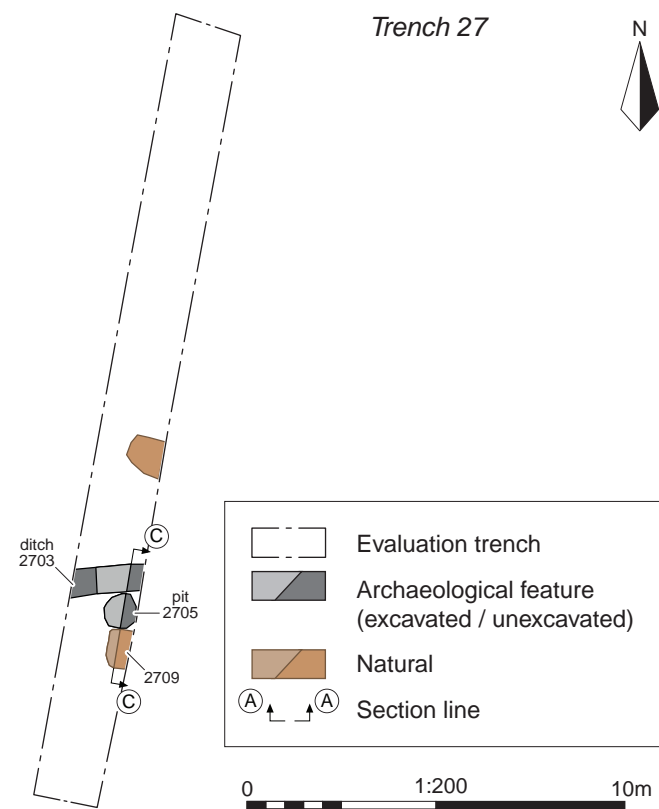 Trench 27
N
C
ditch
2703
pit
2705
2709
C
Evaluation trench
Archaeological feature
(excavated / unexcavated)
Natural
A A
Section line
0 1:200 10m